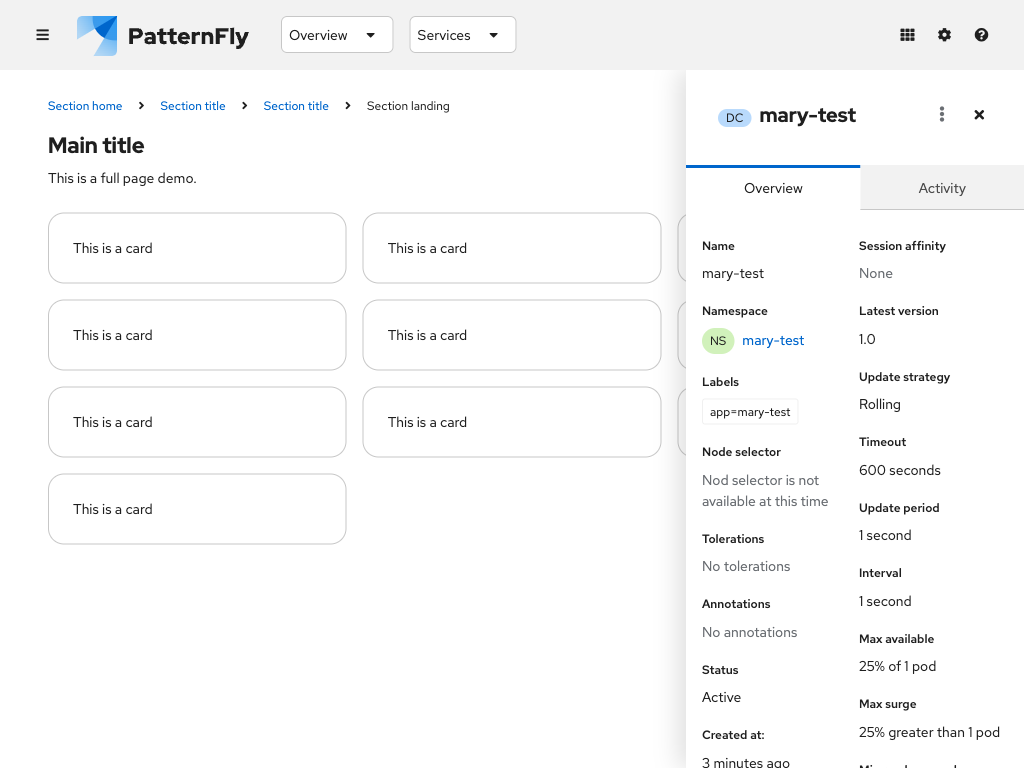 PatternFly
Overview
Services
Section home
Section title
Section title
Section landing
Main title
This is a full page demo.
This is a card
This is a card
This is a card
This is a card
This is a card
This is a card
This is a card
DC
mary-test
Overview
Activity
Name
mary-test
Namespace
NS mary-test
Labels
app=mary-test
Node selector
Nod selector is not
available at this time
Tolerations
No tolerations
Annotations
No annotations
Status
Active
Created at:
3 minutes ago
Session affinity
None
Latest version
1.0
Update strategy
Rolling
Timeout
600 seconds
Update period
1 second
Interval
1 second
Max available
25% of 1 pod
Max surge
25% greater than 1 pod